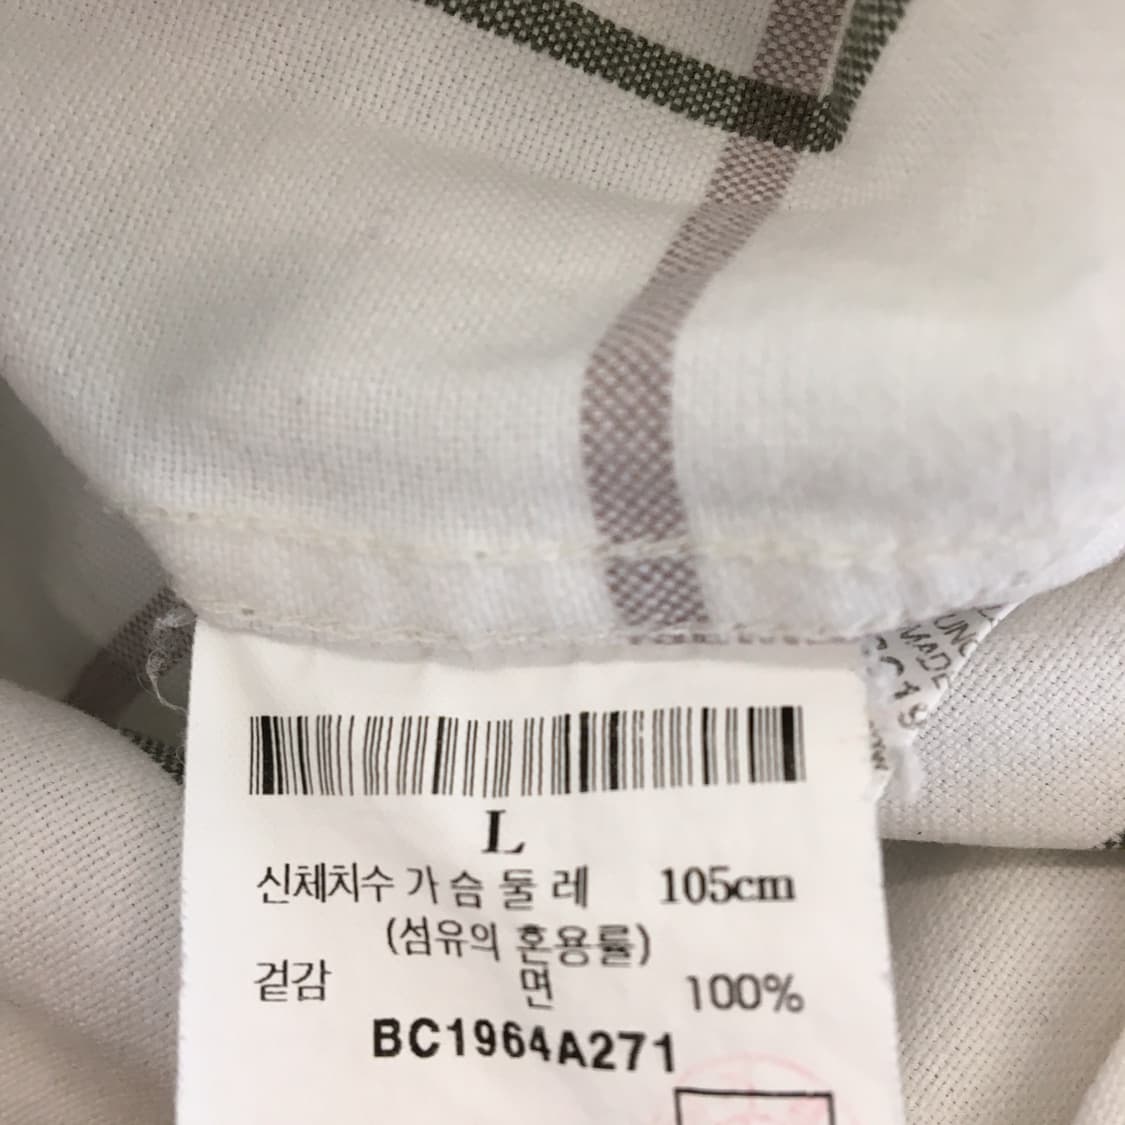 L
신체치수 가슴둘레 105cm
(섬유의 혼용률)
겉감 면 100%
BC1964A271
MADE